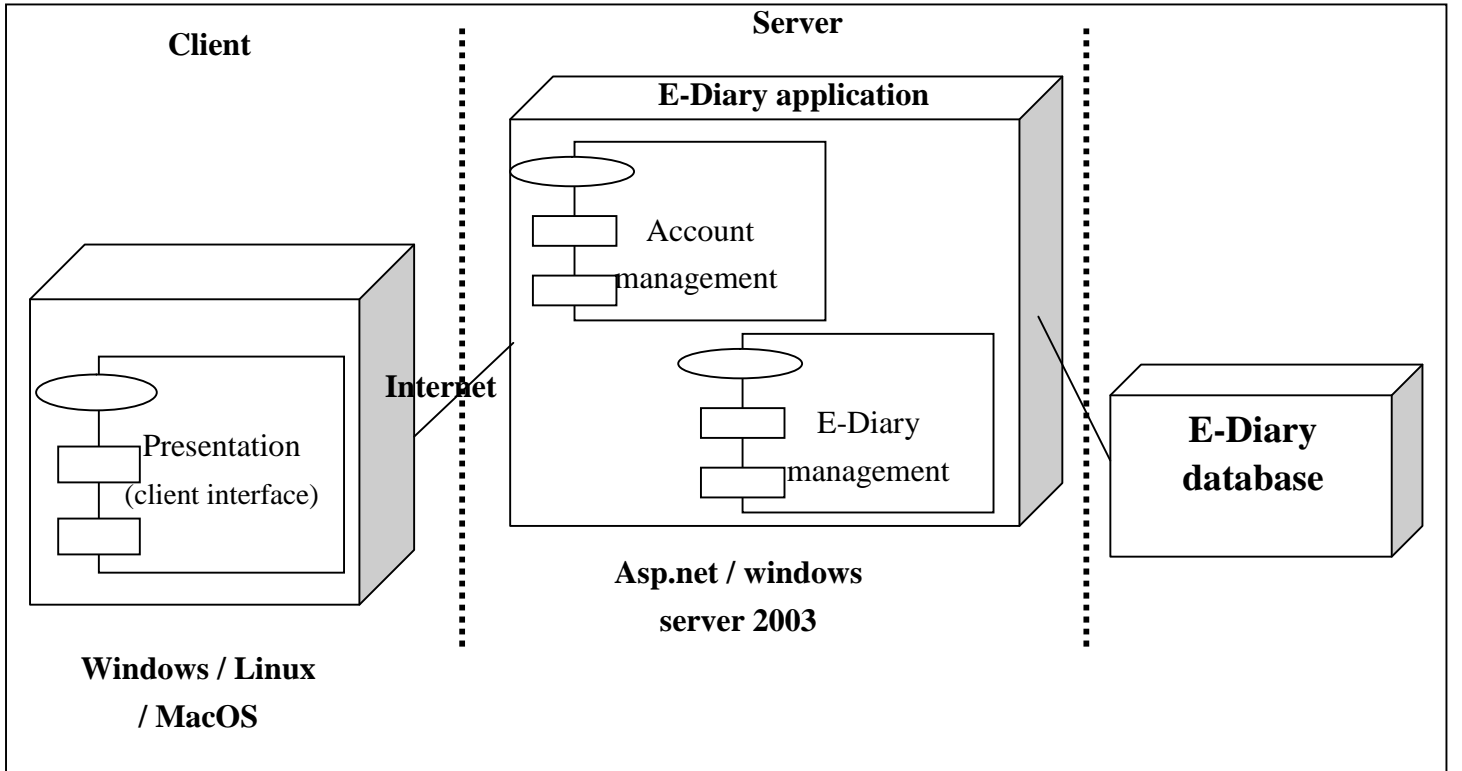 Client
Server
E-Diary application
Account
management
Internet
E-Diary
management
Presentation
(client interface)
E-Diary
database
Asp.net / windows
server 2003
Windows / Linux
/ MacOS